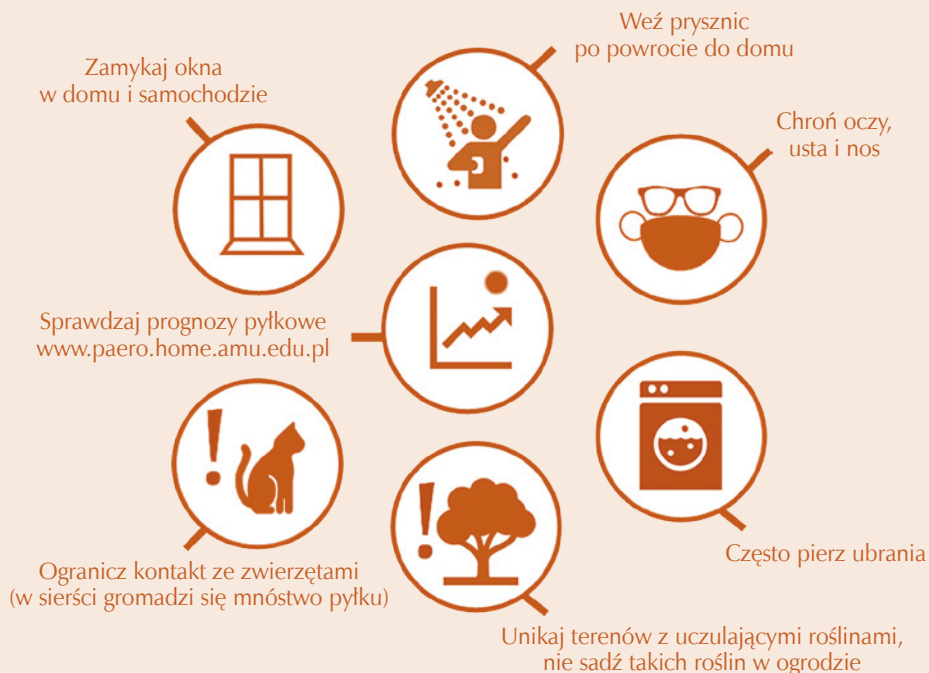 Weź prysznic
po powrocie do domu
Zamykaj okna
w domu i samochodzie
Chroń oczy,
usta i nos
Sprawdzaj prognozy pyłkowe
www.paero.home.amu.edu.pl
Ogranicz kontakt ze zwierzętami
(w sierści gromadzi się mnóstwo pyłku)
Często pierz ubrania
Unikaj terenów z uczulającymi roślinami,
nie sadź takich roślin w ogrodzie